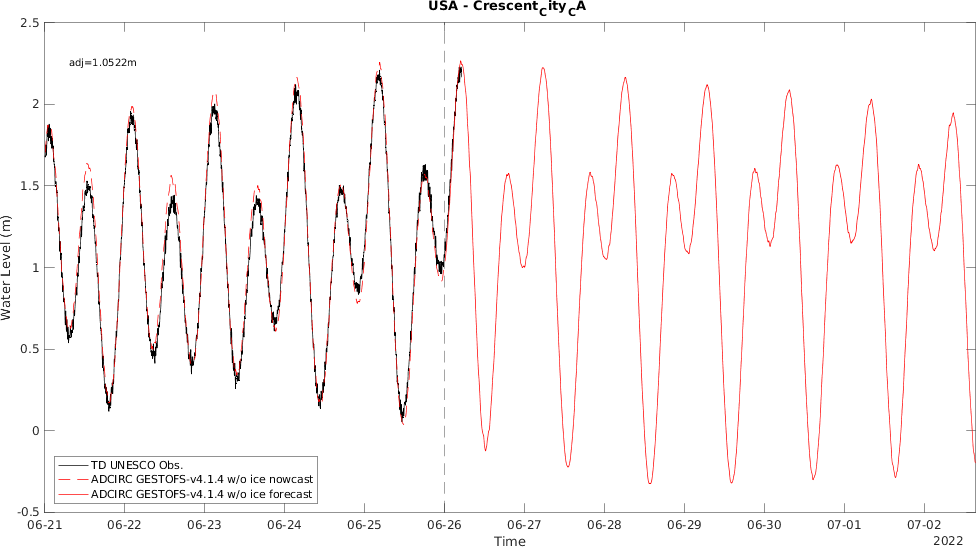 USA - Crescent_City_CA
2.5
adj=1.0522m
2
1.5
1
0.5
0
-0.5
Water Level (m)
TD UNESCO Obs.
ADCIRC GESTOFS-v4.1.4 w/o ice nowcast
ADCIRC GESTOFS-v4.1.4 w/o ice forecast
06-21 06-22 06-23 06-24 06-25 06-26 06-27 06-28 06-29 06-30 07-01 07-02
Time
2022